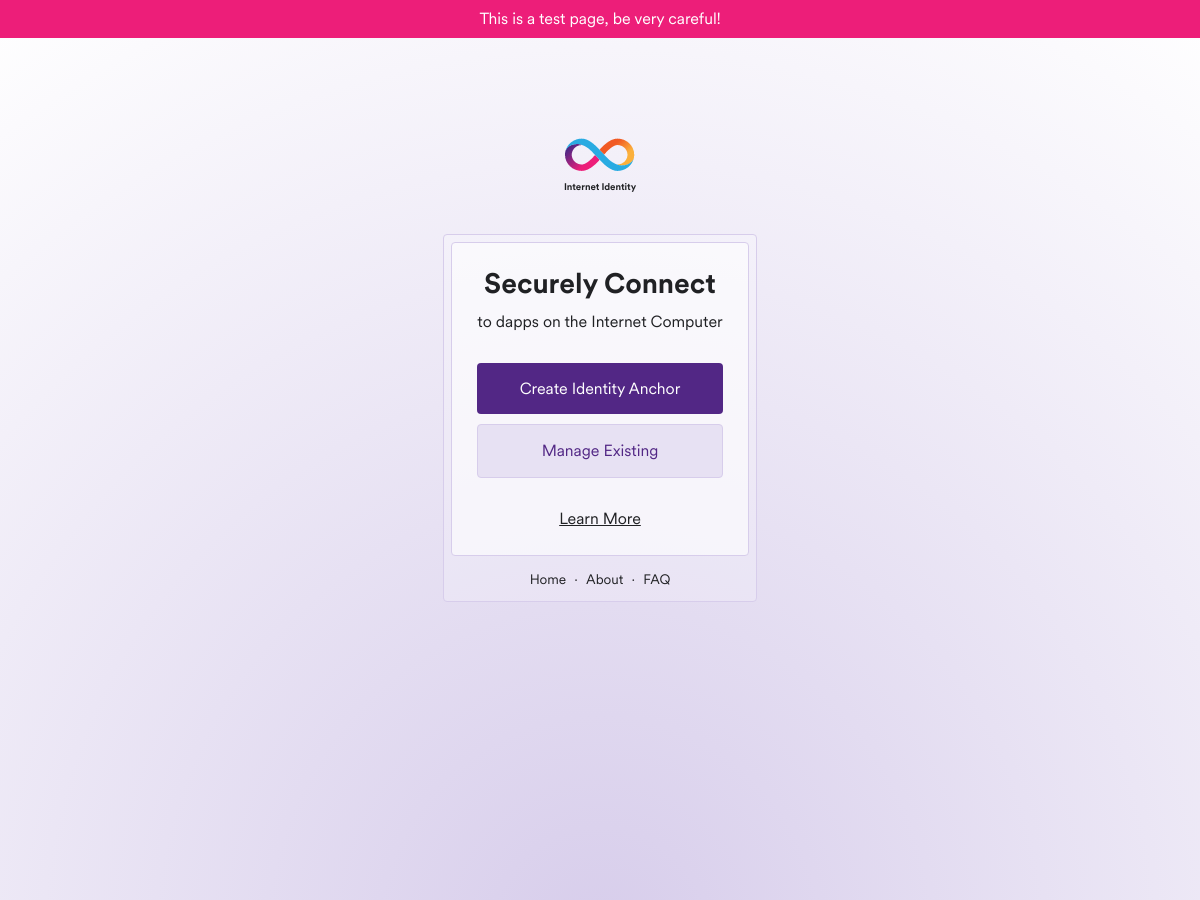 This is a test page, be very careful!
Internet Identity
Securely Connect
to dapps on the Internet Computer
Create Identity Anchor
Manage Existing
Learn More
Home · About · FAQ